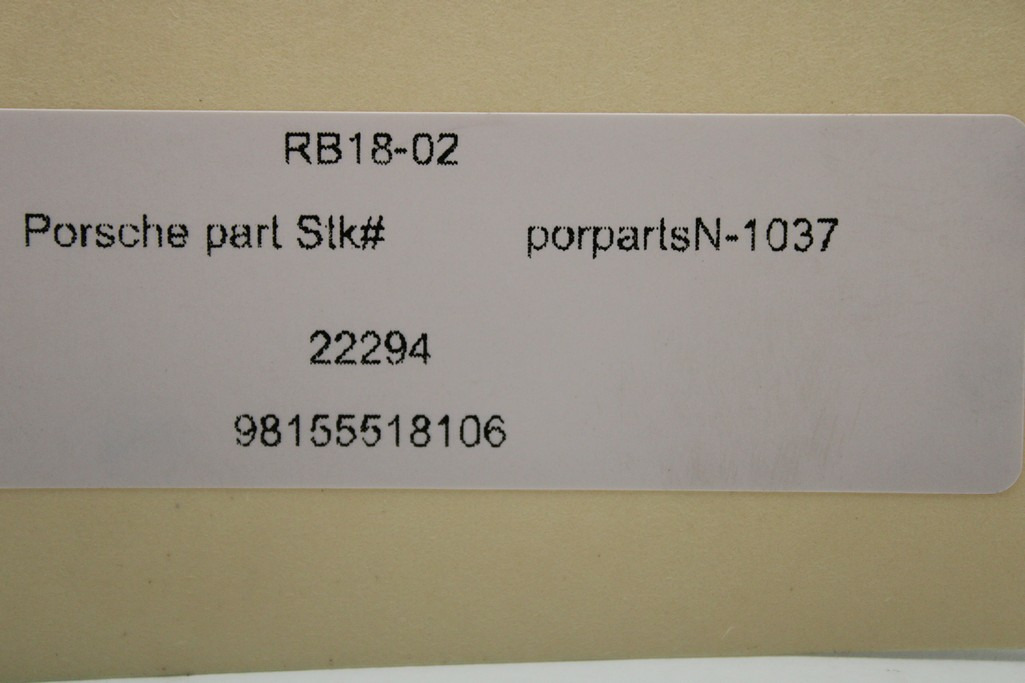 RB18-02
Porsche part Stk# porpartsN-1037
22294
98155518106